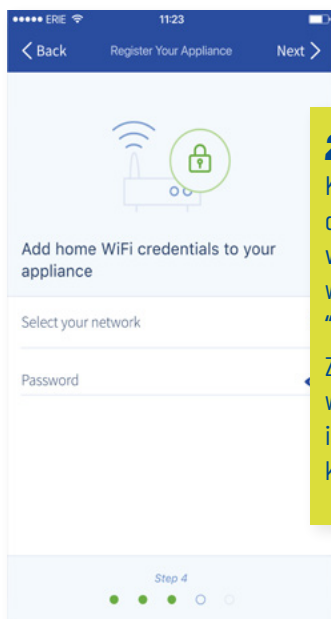 ERIE 11:23
Back Register Your Appliance Next
Add home WiFi credentials to your
appliance
Select your network
Password
Step 4